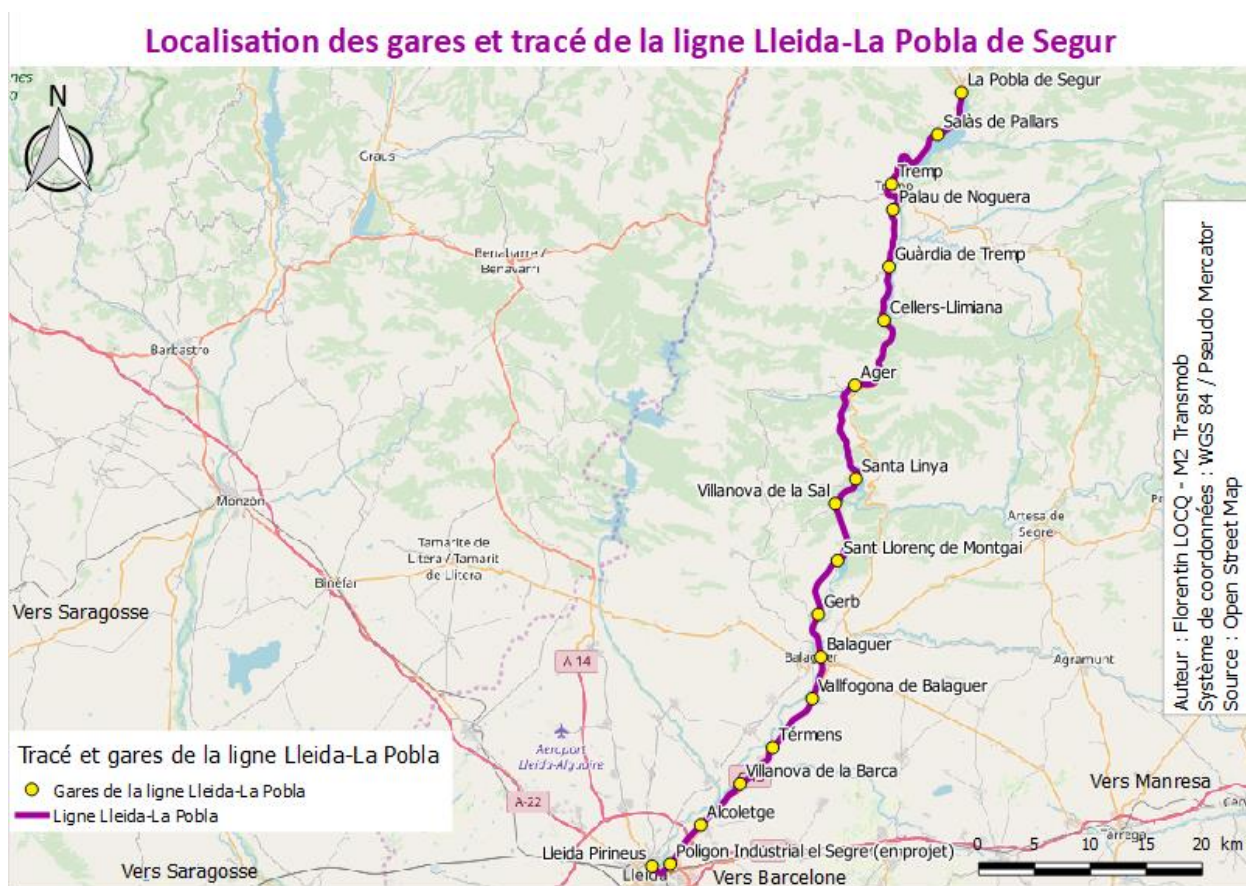 Localisation des gares et tracé de la ligne Lleida-La Pobla de Segur
N
La Pobla de Segur
Salàs de Pallars
Graus
Tremp
Palau de Noguera
Benabarre /
Benavarri
Guàrdia de Tremp
Cellers-Llimiana
Barbastro
Ager
Santa Linya
Villanova de la Sal
Monzón
Artesa de
Segre
Tamarite de
Litera / Tamarit
de Llitera
Sant Llorenç de Montgai
Binéfar
Vers Saragosse
Gerb
Balaguer
Balaguer
Agramunt
A 14
Vallfogona de Balaguer
Térmens
Aeroport
Lleida-Alguaire
Villanova de la Barca
Vers Manresa
A-22
Alcoletge
Tàrrega
Lleida Pirineus
Poligon Industrial el Segre (en projet)
Lleida
Vers Saragosse
Vers Barcelone
Tracé et gares de la ligne Lleida-La Pobla
Gares de la ligne Lleida-La Pobla
Ligne Lleida-La Pobla
0 5 10 15 20 km
Auteur : Florentin LOCQ - M2 Transmob
Système de coordonnées : WGS 84 / Pseudo Mercator
Source : Open Street Map